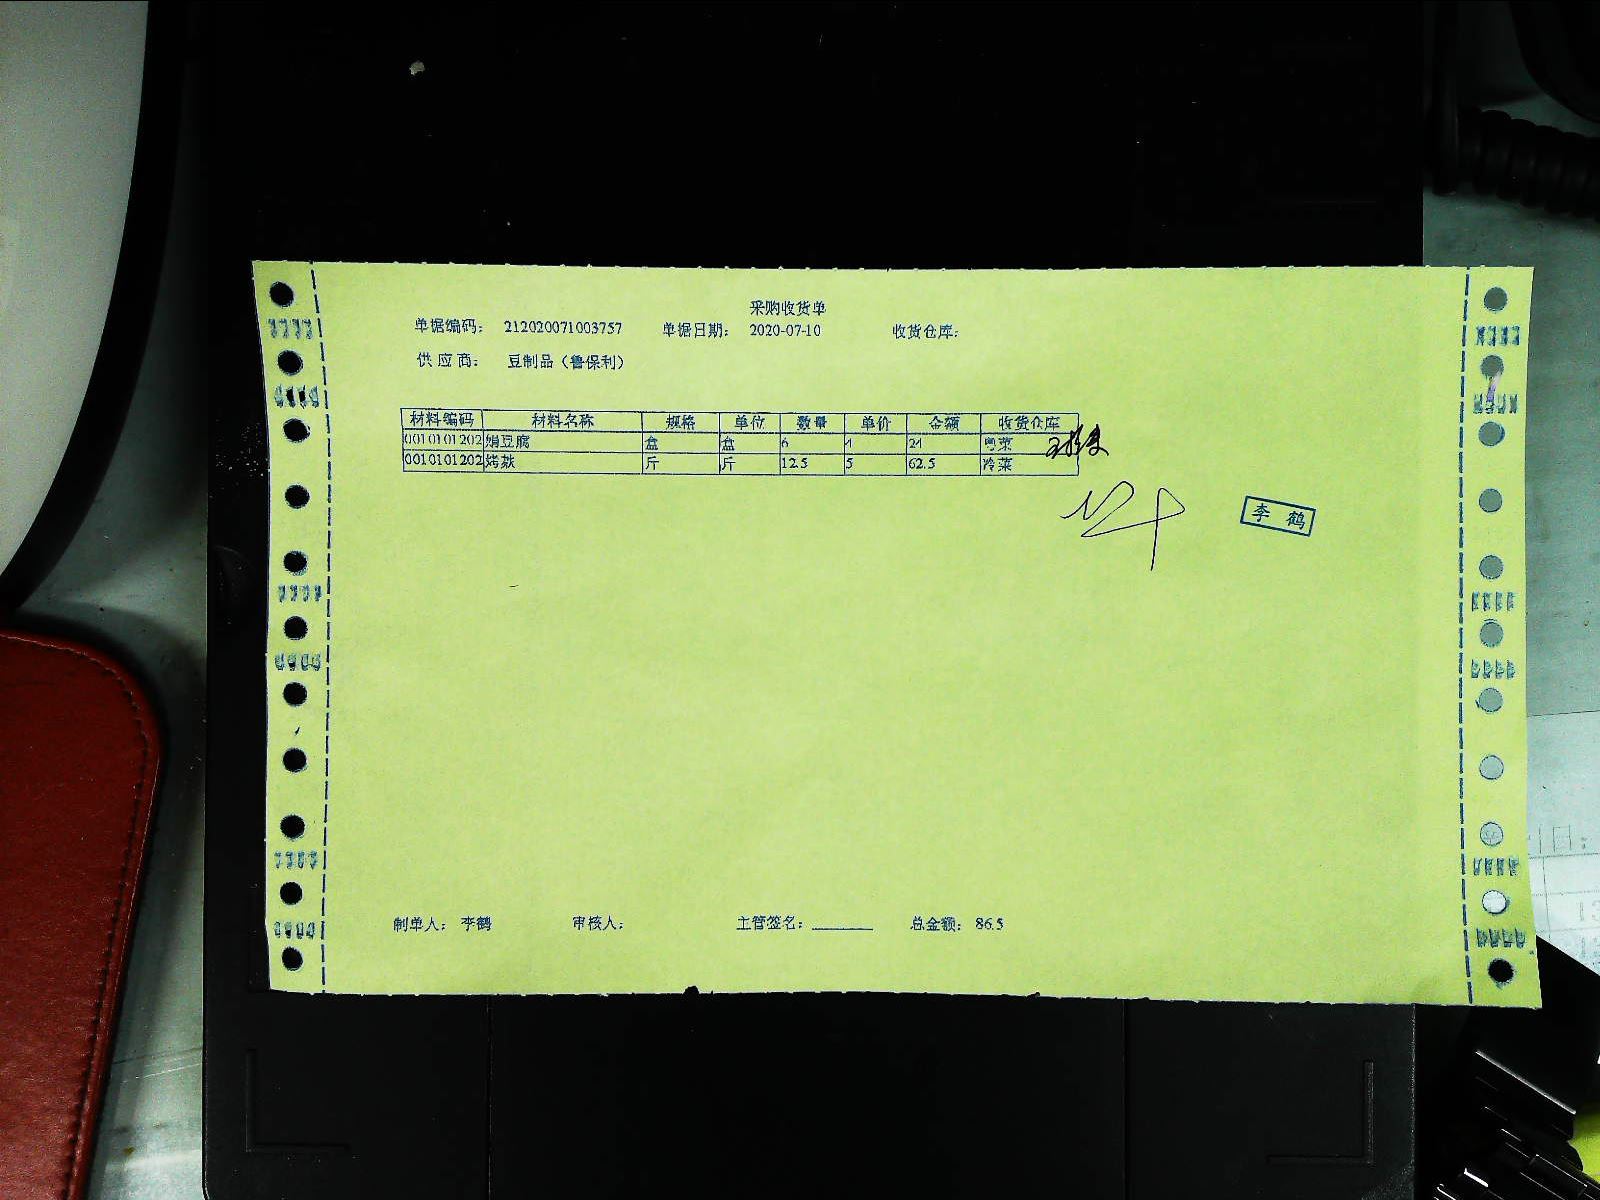 采购收货单
单据编码: 212020071003757 单据日期: 2020-07-10 收货仓库:
供应商: 豆制品（鲁保利）
材料编码 材料名称 规格 单位 数量 单价 金额 收货仓库
0010101202 绢豆腐 盒 盒 6 4 24 粤菜
0010101202 烤麸 斤 斤 12.5 5 62.5 冷菜
李鹤
制单人: 李鹤 审核人: 主管签名: 总金额: 86.5